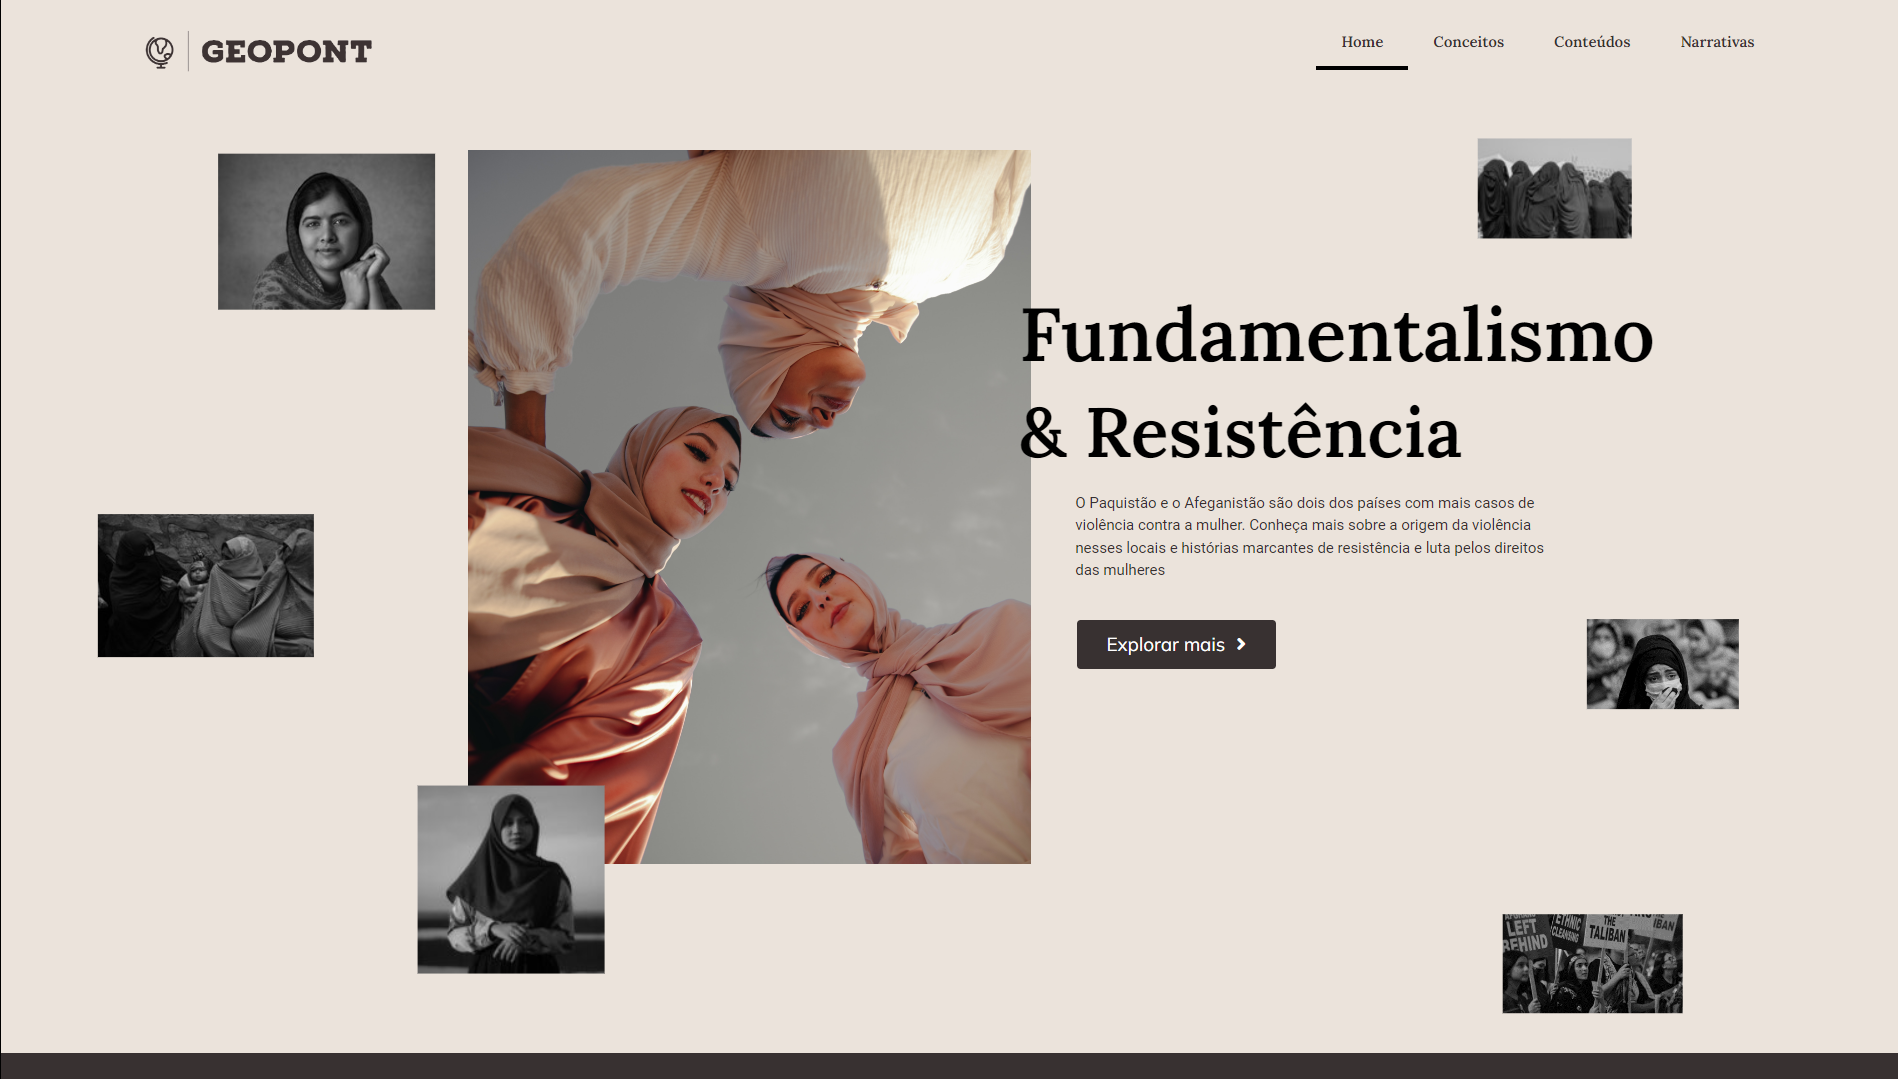 GEOPONT
Home
Conceitos
Conteúdos
Narrativas
Fundamentalismo
& Resistência
O Paquistão e o Afeganistão são dois dos países com mais casos de
violência contra a mulher. Conheça mais sobre a origem da violência
nesses locais e histórias marcantes de resistência e luta pelos direitos
das mulheres
Explorar mais
LEFT
BEHIND
ETHNIC
CLEANSING
THE
TALIBAN